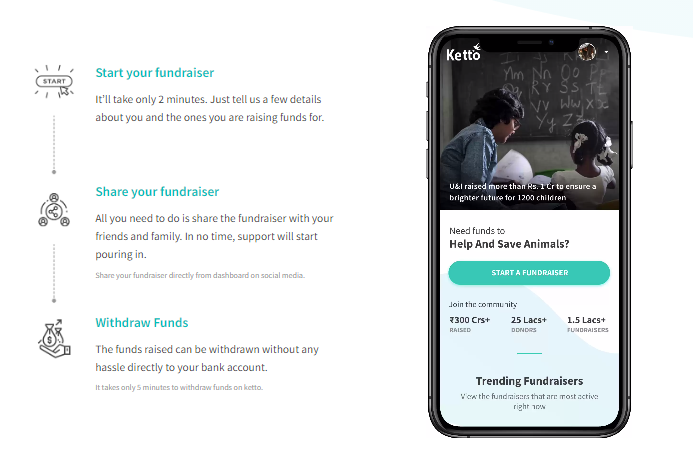 START
Start your fundraiser
It'll take only 2 minutes. Just tell us a few details
about you and the ones you are raising funds for.
Share your fundraiser
All you need to do is share the fundraiser with your
friends and family. In no time, support will start
pouring in.
Share your fundraiser directly from dashboard on social media.
Withdraw Funds
The funds raised can be withdrawn without any
hassle directly to your bank account.
It takes only 5 minutes to withdraw funds on ketto.
Ketto
U&I raised more than Rs. 1 Cr to ensure a
brighter future for 1200 children
Need funds to
Help And Save Animals?
START A FUNDRAISER
Join the community
₹300 Crs+ 25 Lacs+ 1.5 Lacs+
RAISED DONORS FUNDRAISERS
Trending Fundraisers
View the fundraisers that are most active
right now